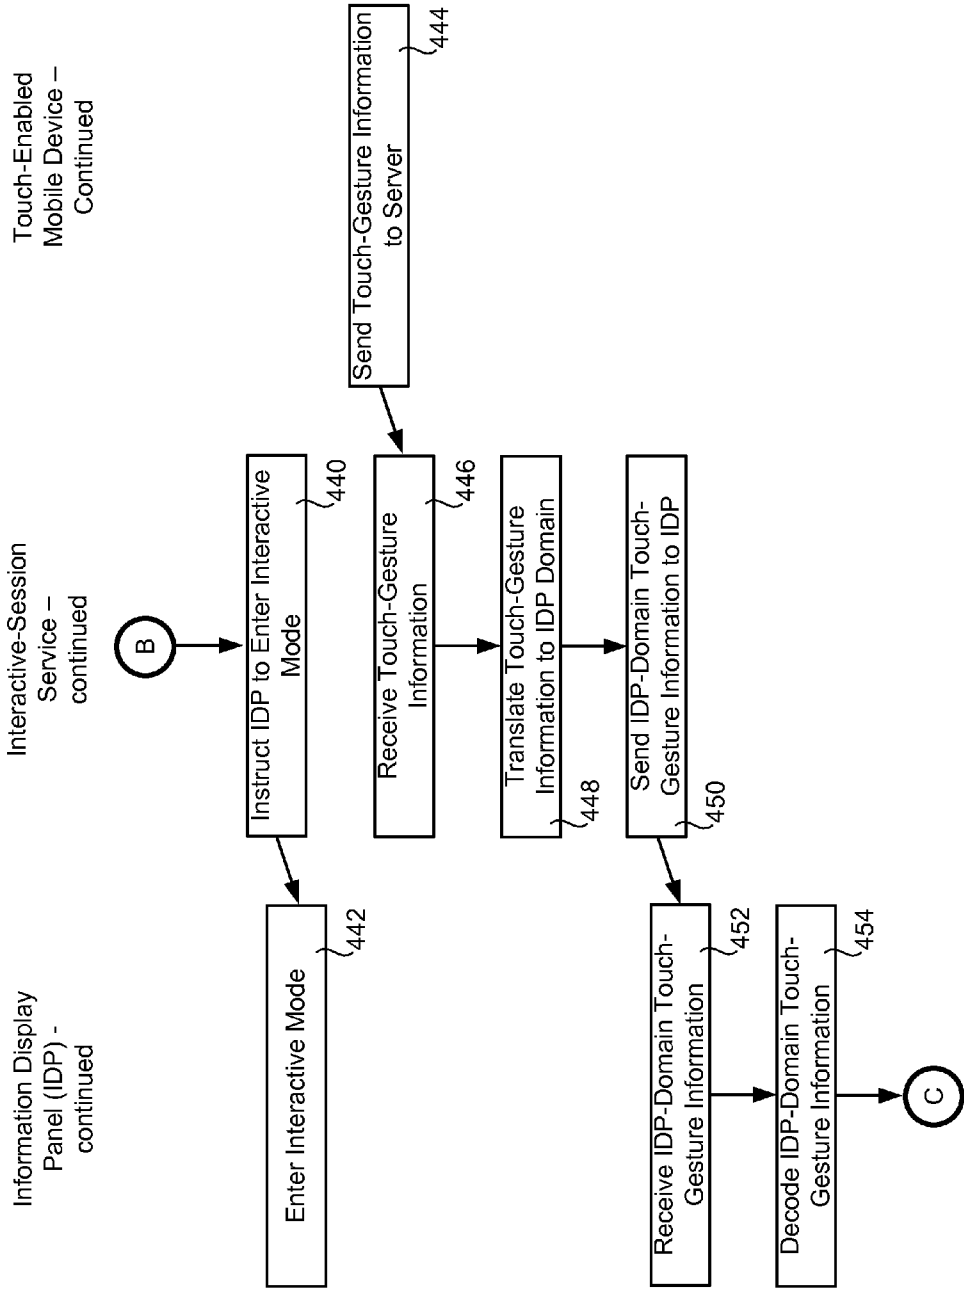 Information Display
Panel (IDP) -
continued
Interactive-Session
Service –
continued
Touch-Enabled
Mobile Device –
Continued
B
Instruct IDP to Enter Interactive
Mode
440
Enter Interactive Mode
442
Send Touch-Gesture Information
to Server
444
Receive Touch-Gesture
Information
446
Translate Touch-Gesture
Information to IDP Domain
448
Send IDP-Domain Touch-
Gesture Information to IDP
450
Receive IDP-Domain Touch-
Gesture Information
452
Decode IDP-Domain Touch-
Gesture Information
454
C